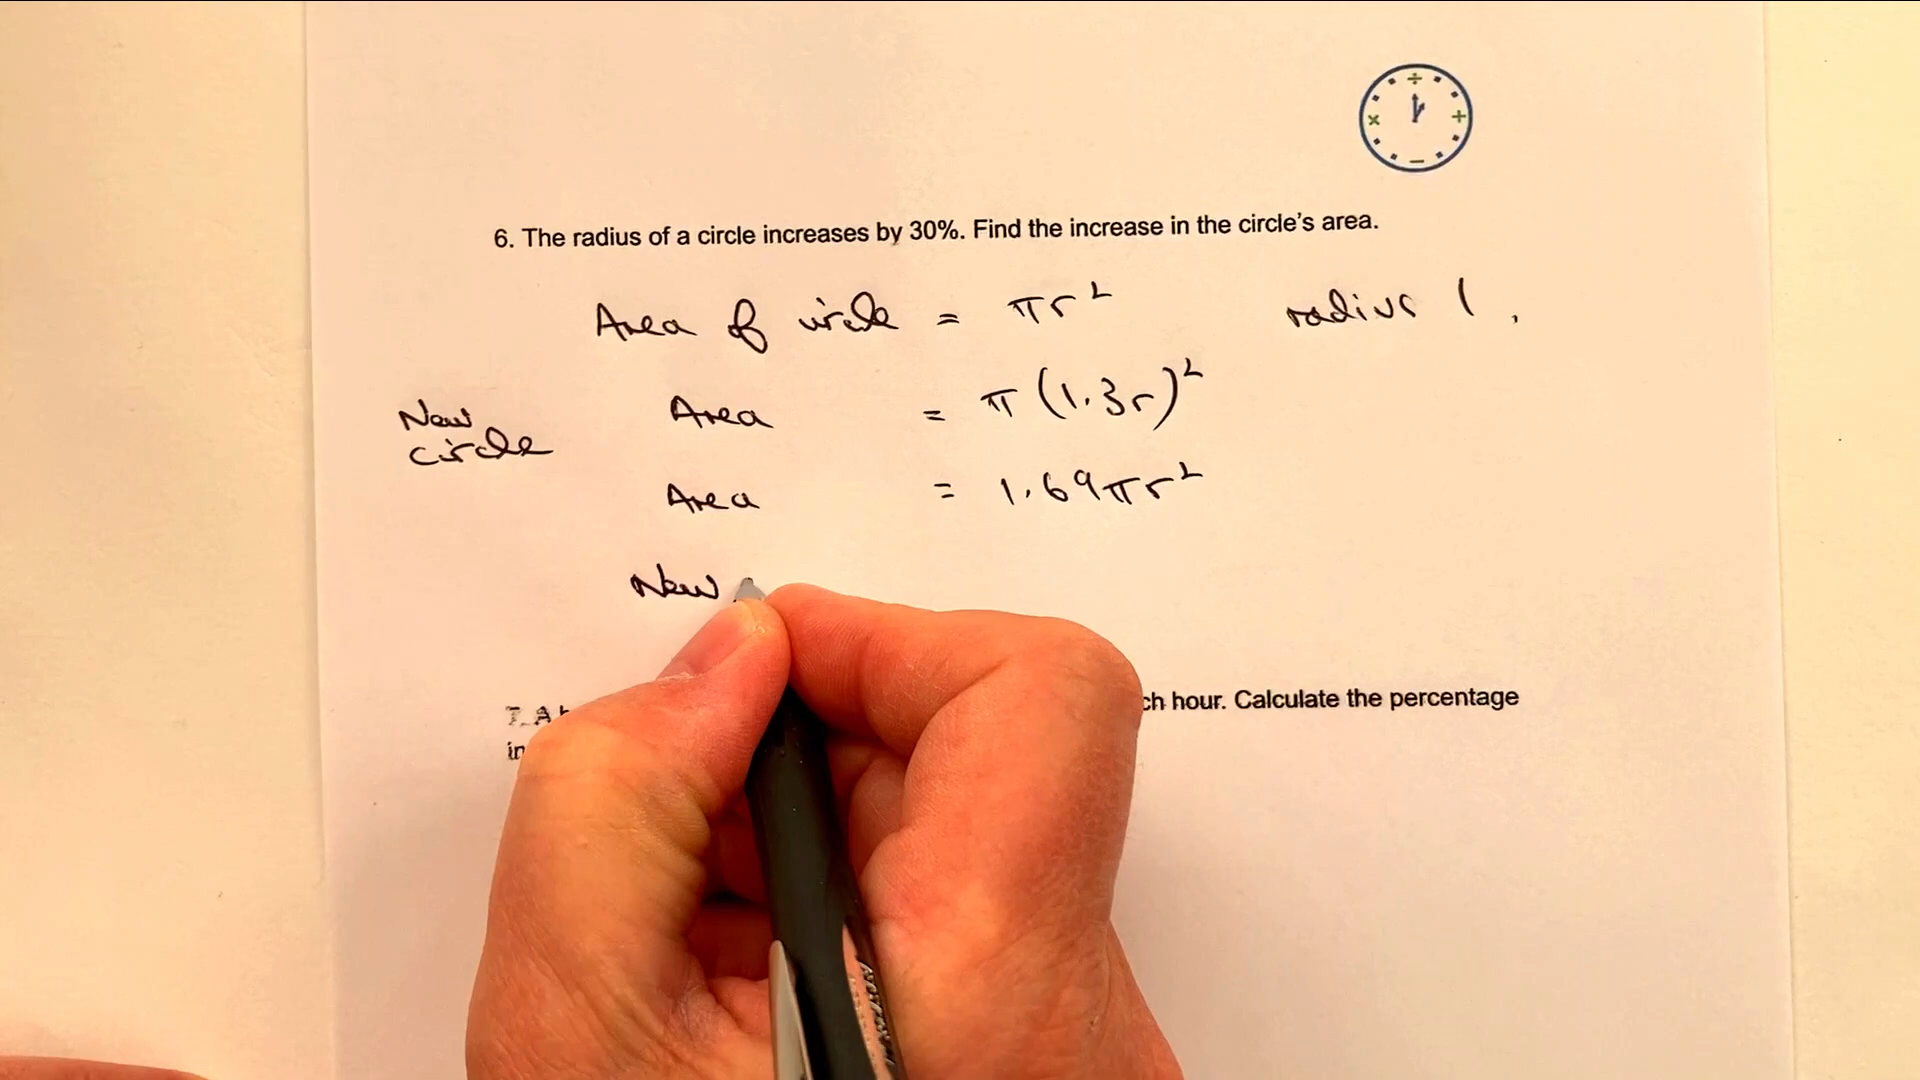 6. The radius of a circle increases by 30%. Find the increase in the circle's area.
Area of circle = πr² radius 1,
New circle Area = π(1.3r)²
Area = 1.69πr²
New
7. A ch hour. Calculate the percentage
in